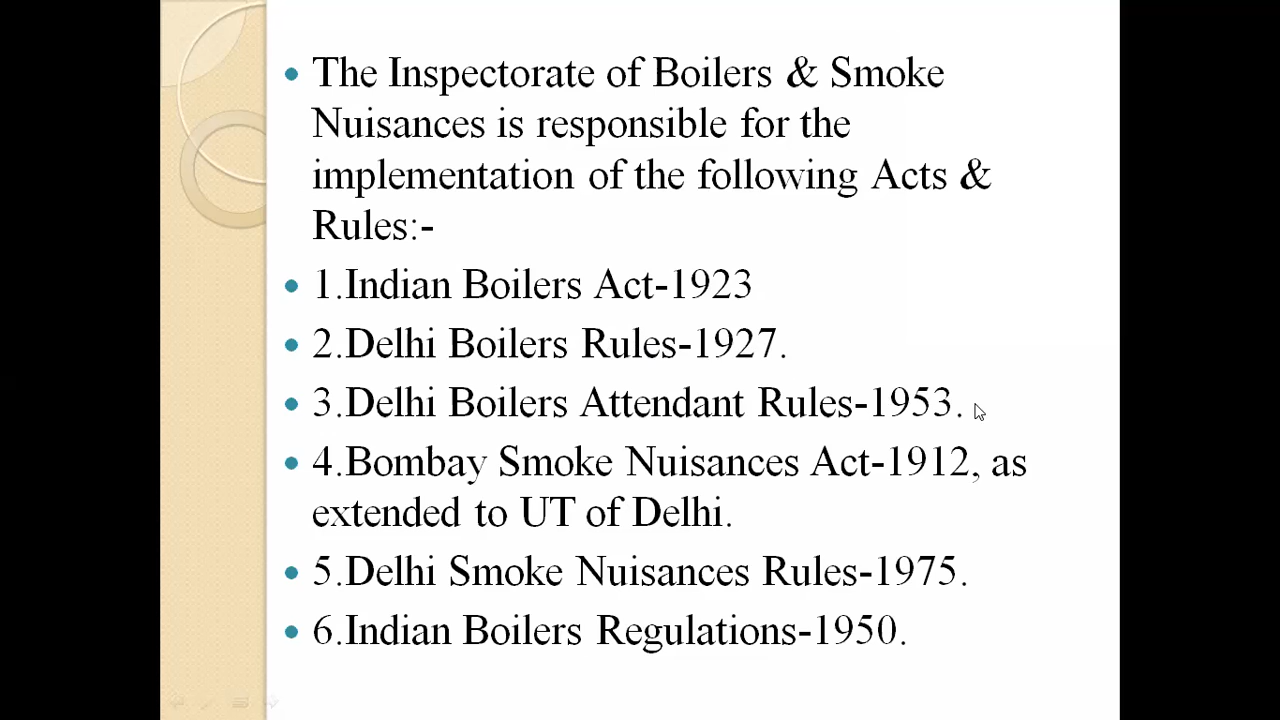 The Inspectorate of Boilers & Smoke
Nuisances is responsible for the
implementation of the following Acts &
Rules:-
1.Indian Boilers Act-1923
2.Delhi Boilers Rules-1927.
3.Delhi Boilers Attendant Rules-1953.
4.Bombay Smoke Nuisances Act-1912, as
extended to UT of Delhi.
5.Delhi Smoke Nuisances Rules-1975.
6.Indian Boilers Regulations-1950.